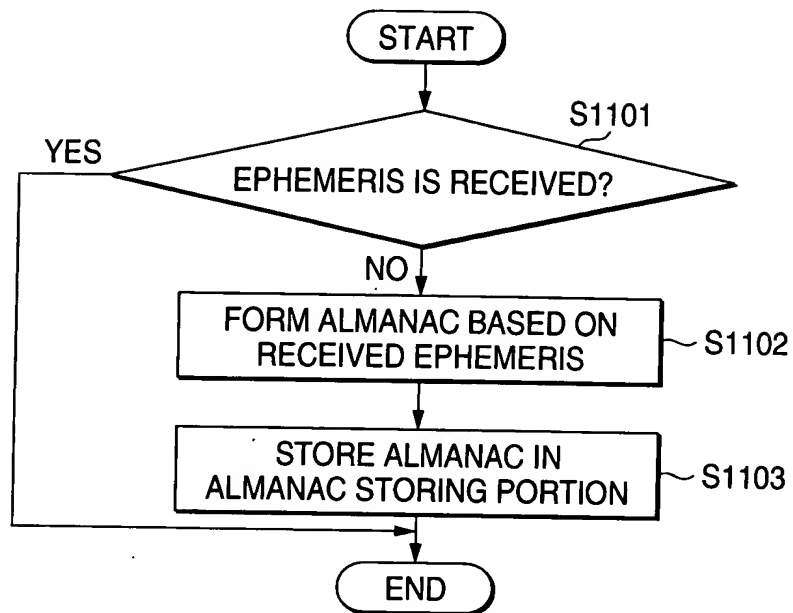 START
S1101
YES
EPHEMERIS IS RECEIVED?
NO
FORM ALMANAC BASED ON
RECEIVED EPHEMERIS
S1102
STORE ALMANAC IN
ALMANAC STORING PORTION
S1103
END